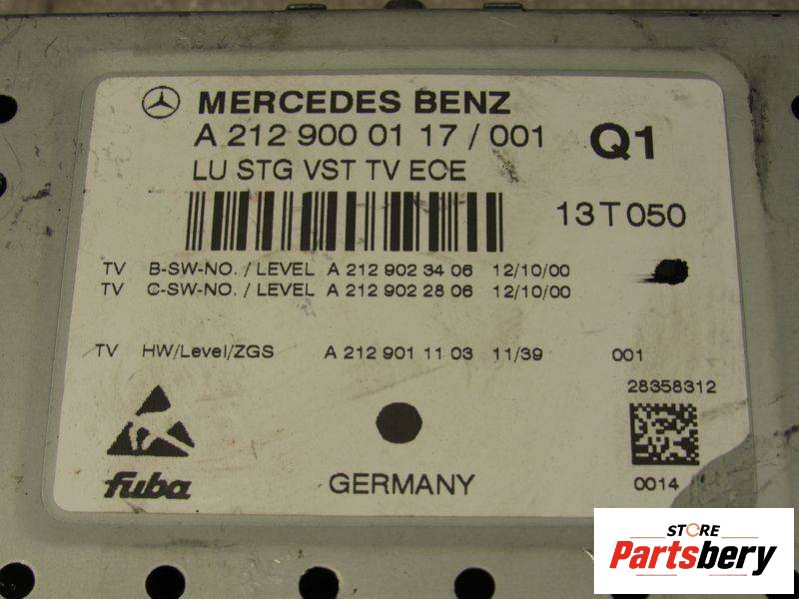 MERCEDES BENZ
A 212 900 01 17 / 001
Q1
LU STG VST TV ECE
13T050
TV B-SW-NO. / LEVEL A 212 902 34 06 12/10/00
TV C-SW-NO. / LEVEL A 212 902 28 06 12/10/00
TV HW/Level/ZGS A 212 901 11 03 11/39 001
28358312
fuba
GERMANY
0014
STORE
Partsbery